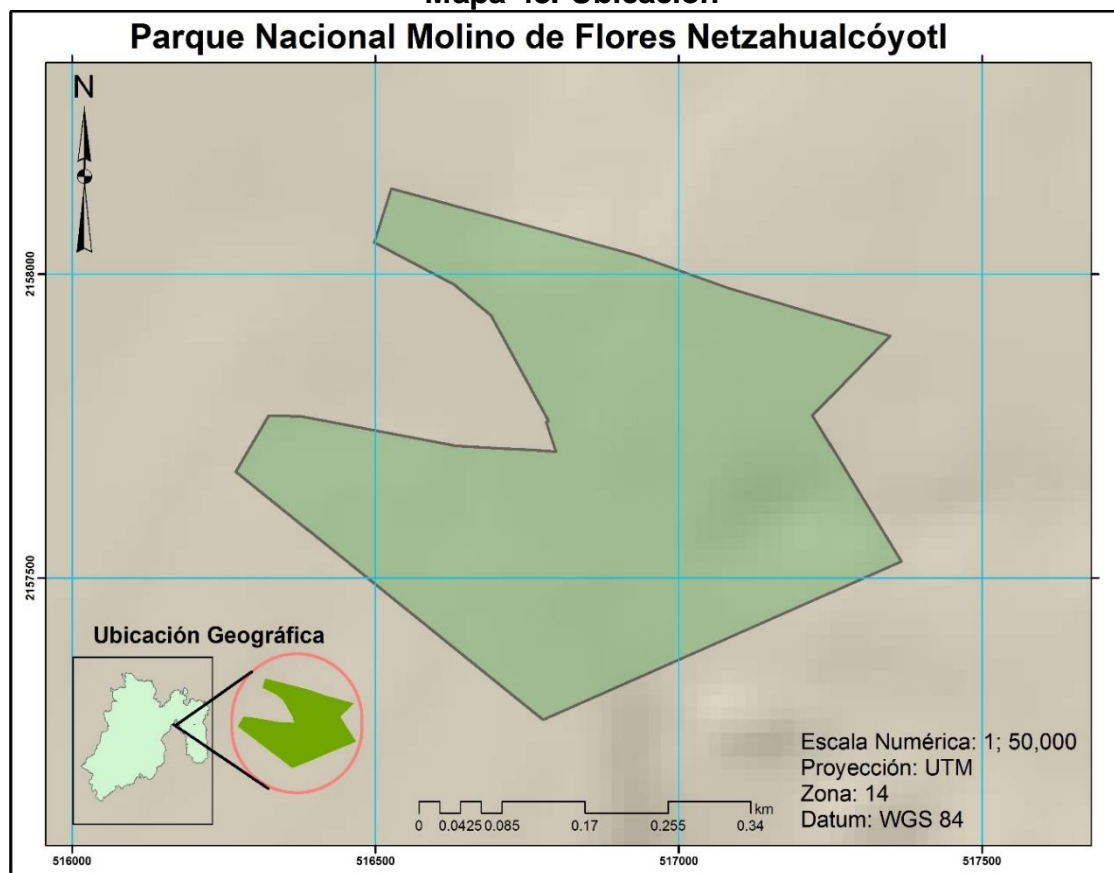 Parque Nacional Molino de Flores Netzahualcóyotl
N
2158000
2157500
Ubicación Geográfica
Escala Numérica: 1; 50,000
Proyección: UTM
Zona: 14
Datum: WGS 84
km
0 0.0425 0.085 0.17 0.255 0.34
516000 516500 517000 517500